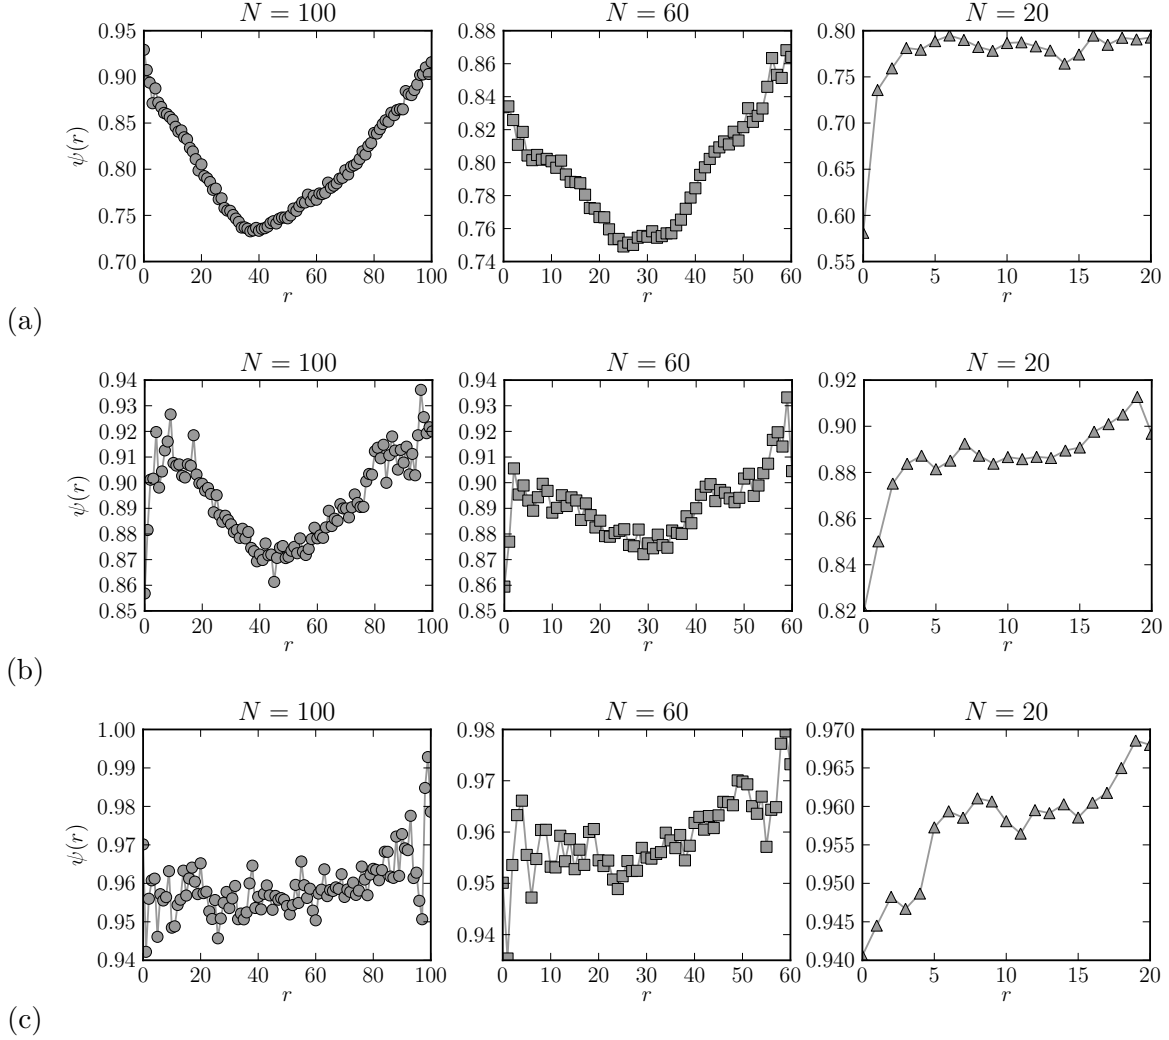 N = 100
0.95
0.90
0.85
0.80
0.75
0.70
ψ(r)
0 20 40 60 80 100
r
N = 60
0.88
0.86
0.84
0.82
0.80
0.78
0.76
0.74
0 10 20 30 40 50 60
r
N = 20
0.80
0.75
0.70
0.65
0.60
0.55
0 5 10 15 20
r
(a)
N = 100
0.94
0.93
0.92
0.91
0.90
0.89
0.88
0.87
0.86
0.85
ψ(r)
0 20 40 60 80 100
r
N = 60
0.94
0.93
0.92
0.91
0.90
0.89
0.88
0.87
0.86
0.85
0 10 20 30 40 50 60
r
N = 20
0.92
0.90
0.88
0.86
0.84
0.82
0 5 10 15 20
r
(b)
N = 100
1.00
0.99
0.98
0.97
0.96
0.95
0.94
ψ(r)
0 20 40 60 80 100
r
N = 60
0.98
0.97
0.96
0.95
0.94
0 10 20 30 40 50 60
r
N = 20
0.970
0.965
0.960
0.955
0.950
0.945
0.940
0 5 10 15 20
r
(c)